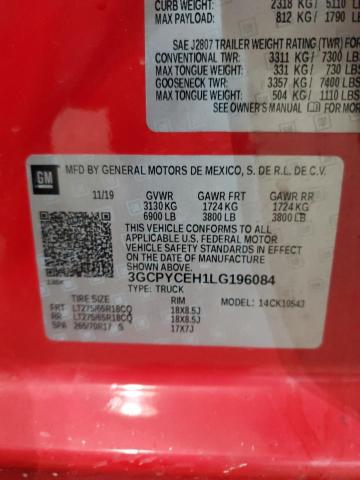 CURB WEIGHT: 2318 KG/ 5110 LB
MAX PAYLOAD: 812 KG / 1790 LB
SAE J2807 TRAILER WEIGHT RATING (TWR) FOR
CONVENTIONAL TWR: 3311 KG/ 7300 LBS
MAX TONGUE WEIGHT: 331 KG / 730 LBS
GOOSENECK TWR: 3357 KG/ 7400 LBS
MAX TONGUE WEIGHT: 504 KG / 1110 LBS
SEE OWNER'S MANUAL FOR MORE
GM
MFD BY GENERAL MOTORS DE MEXICO, S. DE R.L. DE C.V.
11/19 GVWR GAWR FRT GAWR RR
3130 KG 1724 KG 1724 KG
6900 LB 3800 LB 3800 LB
THIS VEHICLE CONFORMS TO ALL
APPLICABLE U.S. FEDERAL MOTOR
VEHICLE SAFETY STANDARDS IN EFFECT
ON THE DATE OF MANUFACTURE
SHOWN ABOVE.
3GCPYCEH1LG196084
TYPE: TRUCK
TIRE SIZE RIM MODEL: 14CK10543
FRT LT275/65R18CQ 18X8.5J
RR LT275/65R18CQ 18X8.5J
SPA 265/70R17 S 17X7J